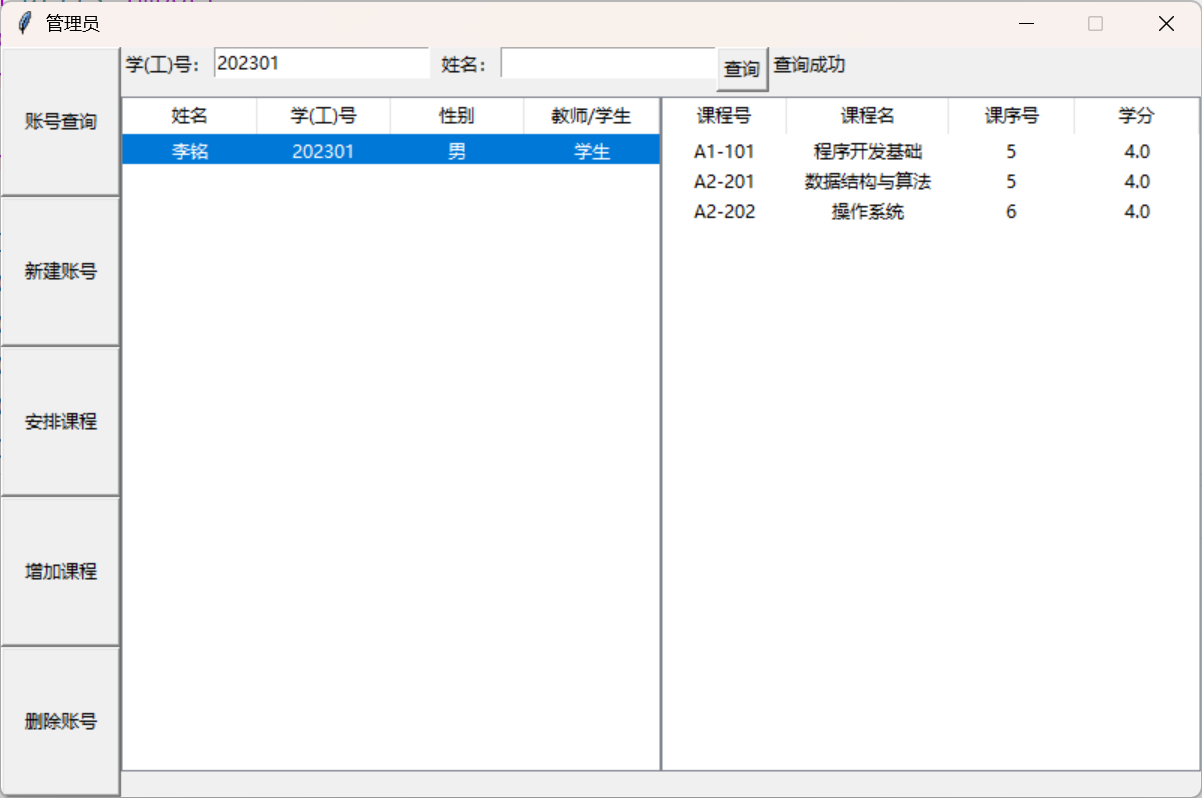 管理员
学(工)号： 202301 姓名： 查询 查询成功
账号查询
新建账号
安排课程
增加课程
删除账号
姓名 学(工)号 性别 教师/学生
李铭 202301 男 学生
课程号 课程名 课序号 学分
A1-101 程序开发基础 5 4.0
A2-201 数据结构与算法 5 4.0
A2-202 操作系统 6 4.0